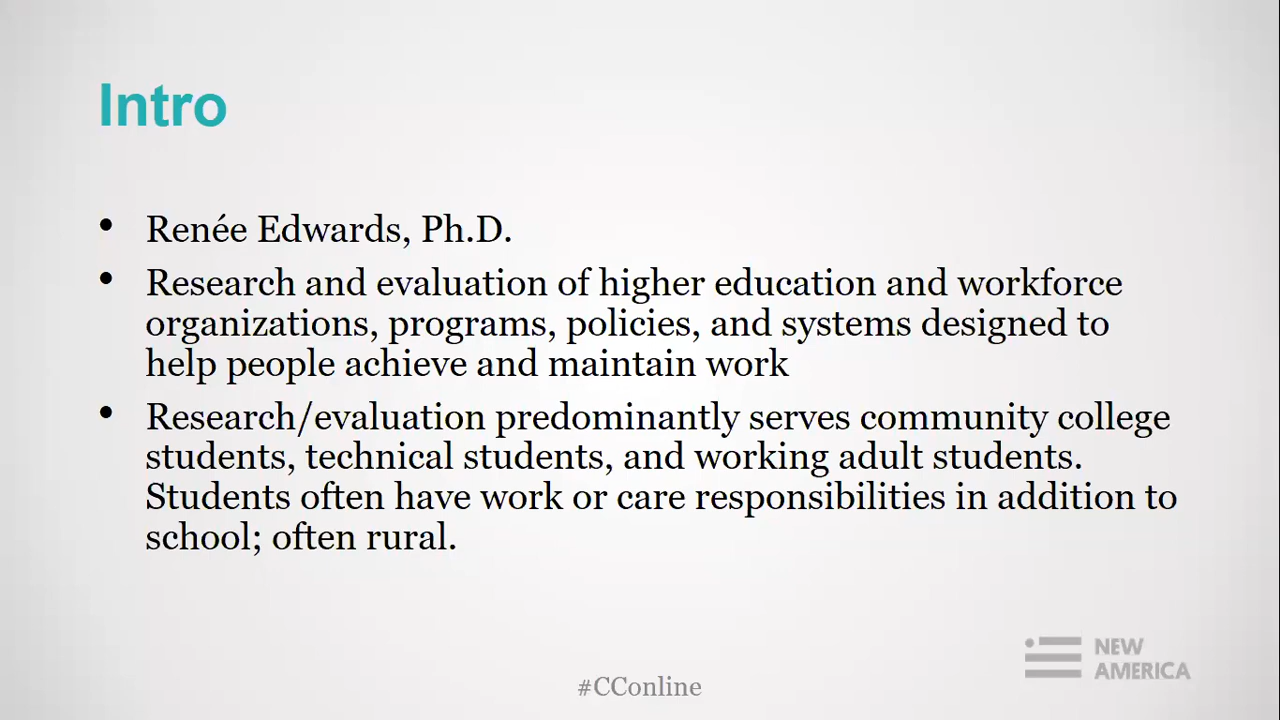 Intro
• Renée Edwards, Ph.D.
• Research and evaluation of higher education and workforce
organizations, programs, policies, and systems designed to
help people achieve and maintain work
• Research/evaluation predominantly serves community college
students, technical students, and working adult students.
Students often have work or care responsibilities in addition to
school; often rural.
#CConline
NEW
AMERICA